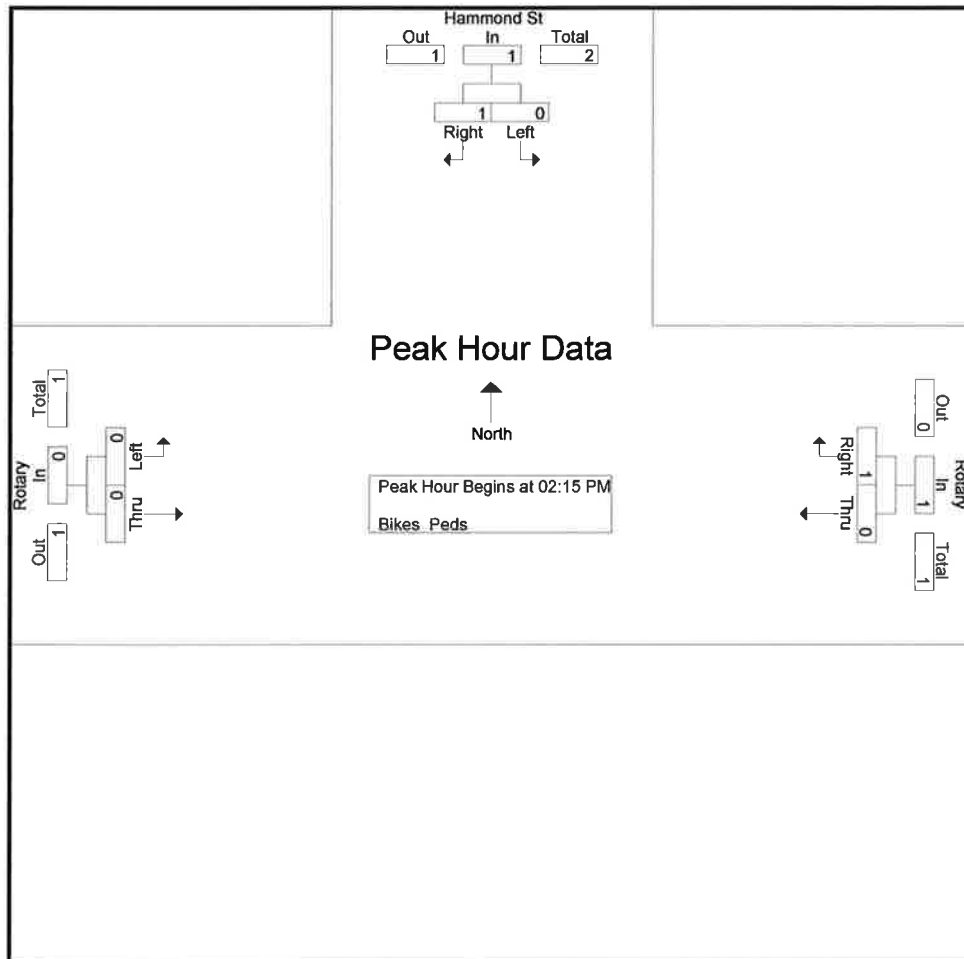 Hammond St
Out In Total
1 1 2
1 0
Right Left
Peak Hour Data
North
Peak Hour Begins at 02:15 PM
Bikes Peds
Rotary
Out In Total
1 0 1
0 0
Thru Left
Rotary
Out In Total
0 1 1
Right Thru
1 0